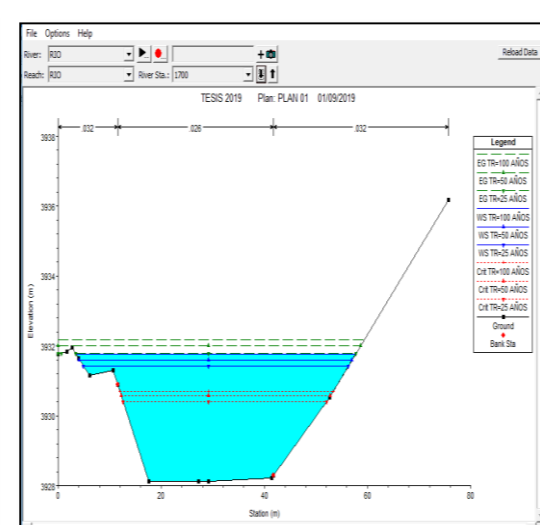 File Options Help
River: RIO
Reload Data
Reach: RIO River Sta.: 1700
TESIS 2019 Plan: PLAN 01 01/09/2019
.032 .026 .032
3938
3936
3934
3932
3930
3928
Elevation (m)
0 20 40 60 80
Station (m)
Legend
EG TR=100 AÑOS
EG TR=50 AÑOS
EG TR=25 AÑOS
WS TR=100 AÑOS
WS TR=50 AÑOS
WS TR=25 AÑOS
Crit TR=100 AÑOS
Crit TR=50 AÑOS
Crit TR=25 AÑOS
Ground
Bank Sta